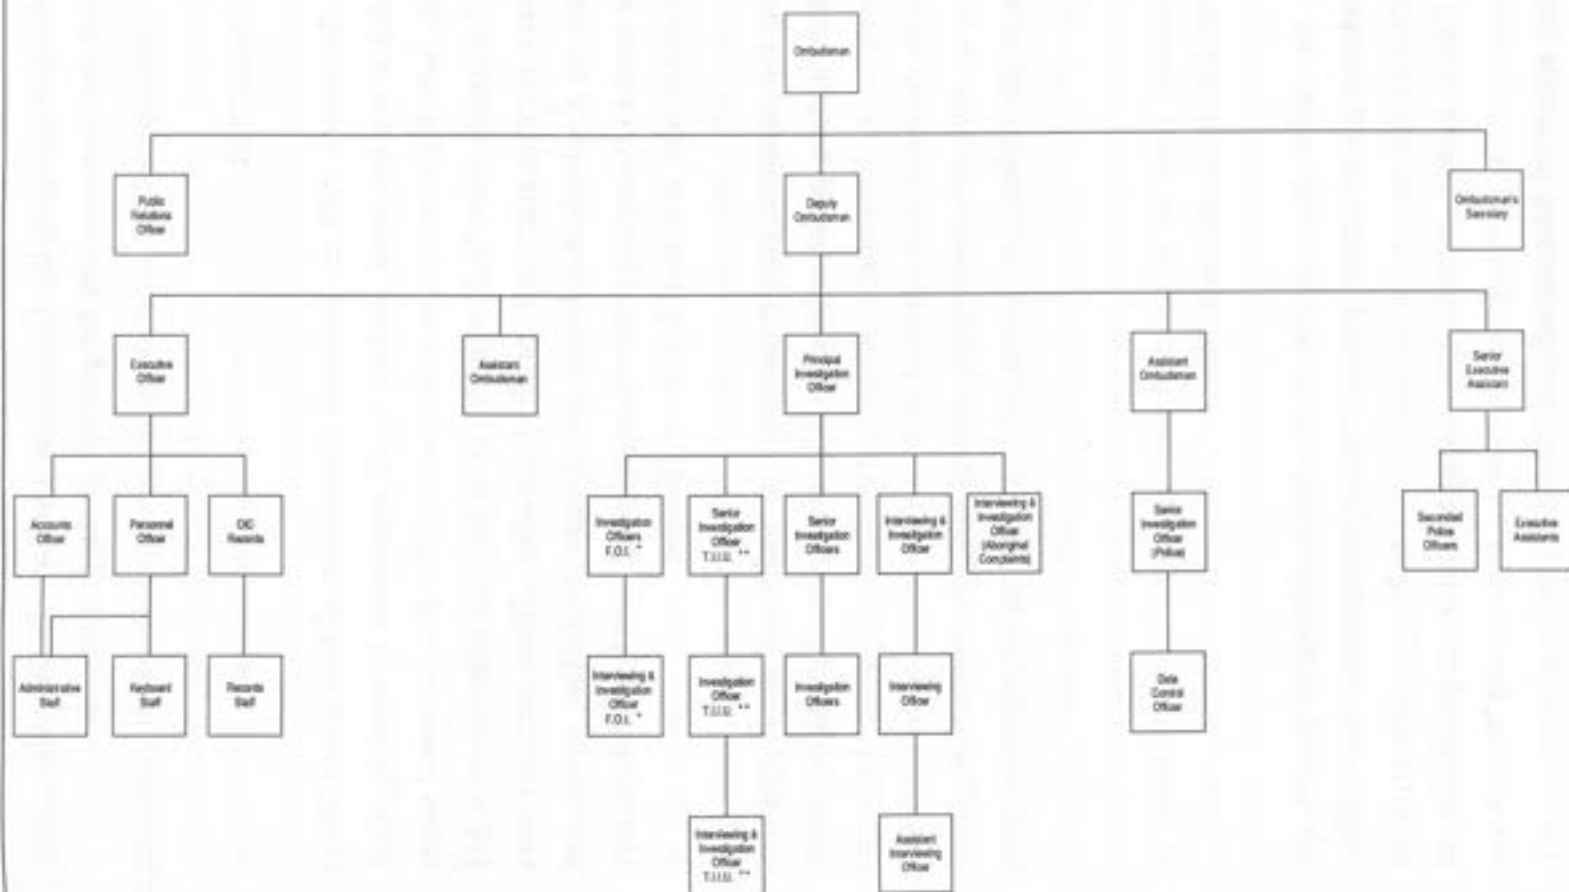 Ombudsman
Public
Relations
Officer
Deputy
Ombudsman
Ombudsman's
Secretary
Executive
Officer
Assistant
Ombudsman
Principal
Investigation
Officer
Assistant
Ombudsman
Senior
Executive
Assistant
Accounts
Officer
Personnel
Officer
OIC
Records
Investigation
Officers
F.O.I. *
Senior
Investigation
Officer
T.I.U. **
Senior
Investigation
Officers
Interviewing &
Investigation
Officer
Interviewing &
Investigation
Officer
(Aboriginal
Complaints)
Senior
Investigation
Officer
(Police)
Seconded
Police
Officers
Executive
Assistants
Administrative
Staff
Keyboard
Staff
Records
Staff
Interviewing &
Investigation
Officer
F.O.I. *
Investigation
Officer
T.I.U. **
Investigation
Officers
Interviewing
Officer
Data
Control
Officer
Interviewing &
Investigation
Officer
T.I.U. **
Assistant
Interviewing
Officer